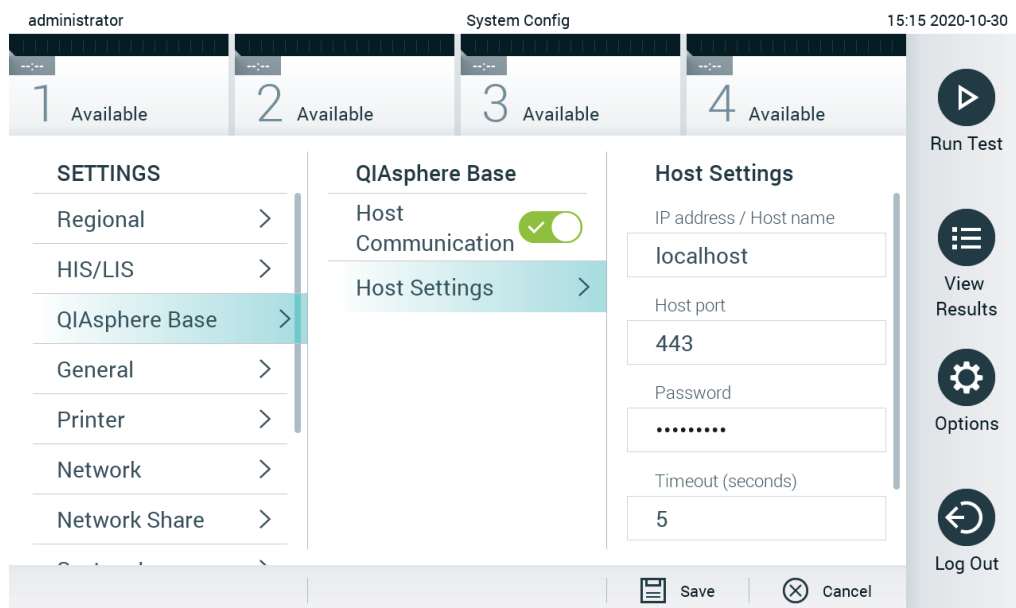 administrator
System Config
15:15 2020-10-30
--:--
--:--
--:--
--:--
1 Available
2 Available
3 Available
4 Available
SETTINGS
Regional
HIS/LIS
QIAsphere Base
General
Printer
Network
Network Share
QIAsphere Base
Host
Communication
Host Settings
Host Settings
IP address / Host name
localhost
Host port
443
Password
•••••••••
Timeout (seconds)
5
Save
Cancel
Run Test
View
Results
Options
Log Out